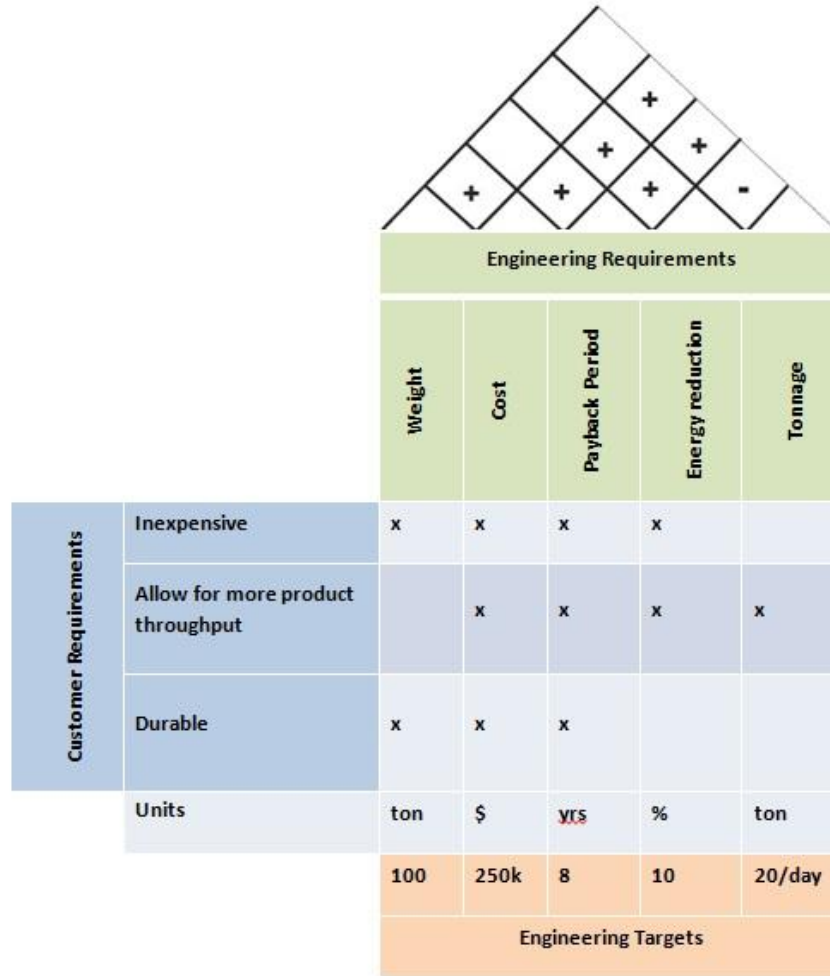 +
+ +
+ + + -
Engineering Requirements
Weight Cost Payback Period Energy reduction Tonnage
Customer Requirements
Inexpensive x x x x
Allow for more product
throughput x x x x
Durable x x x
Units ton $ yrs % ton
100 250k 8 10 20/day
Engineering Targets